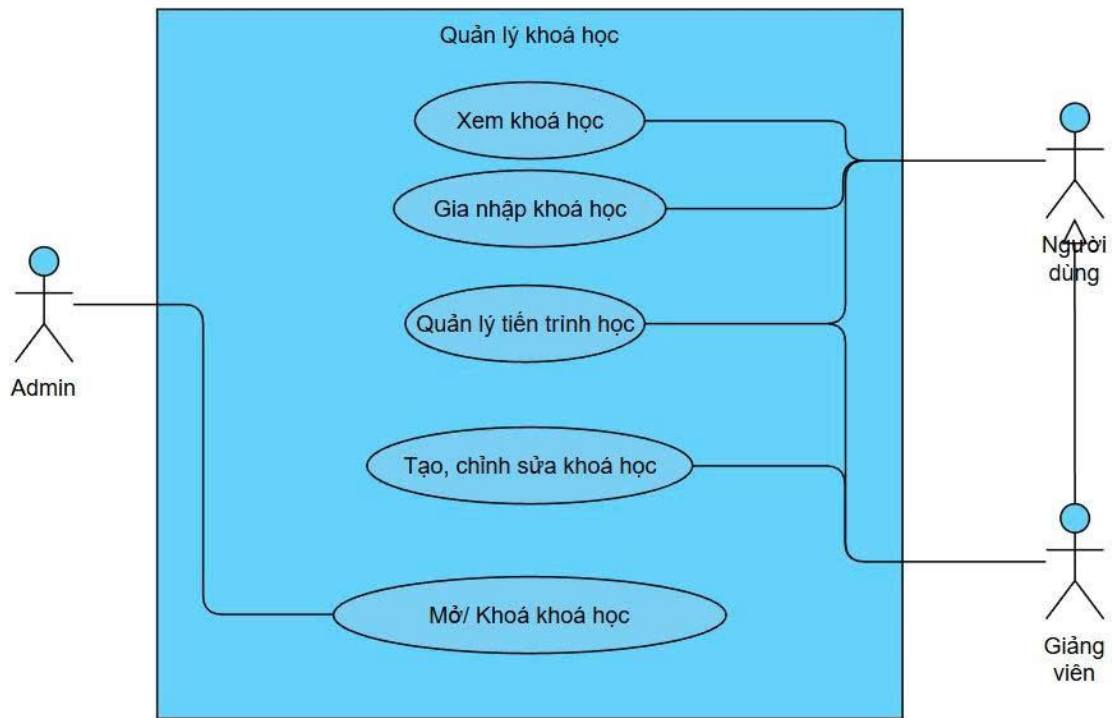 Quản lý khoá học
Xem khoá học
Gia nhập khoá học
Người
dùng
Quản lý tiến trình học
Admin
Tạo, chỉnh sửa khoá học
Mở/ Khoá khoá học
Giảng
viên